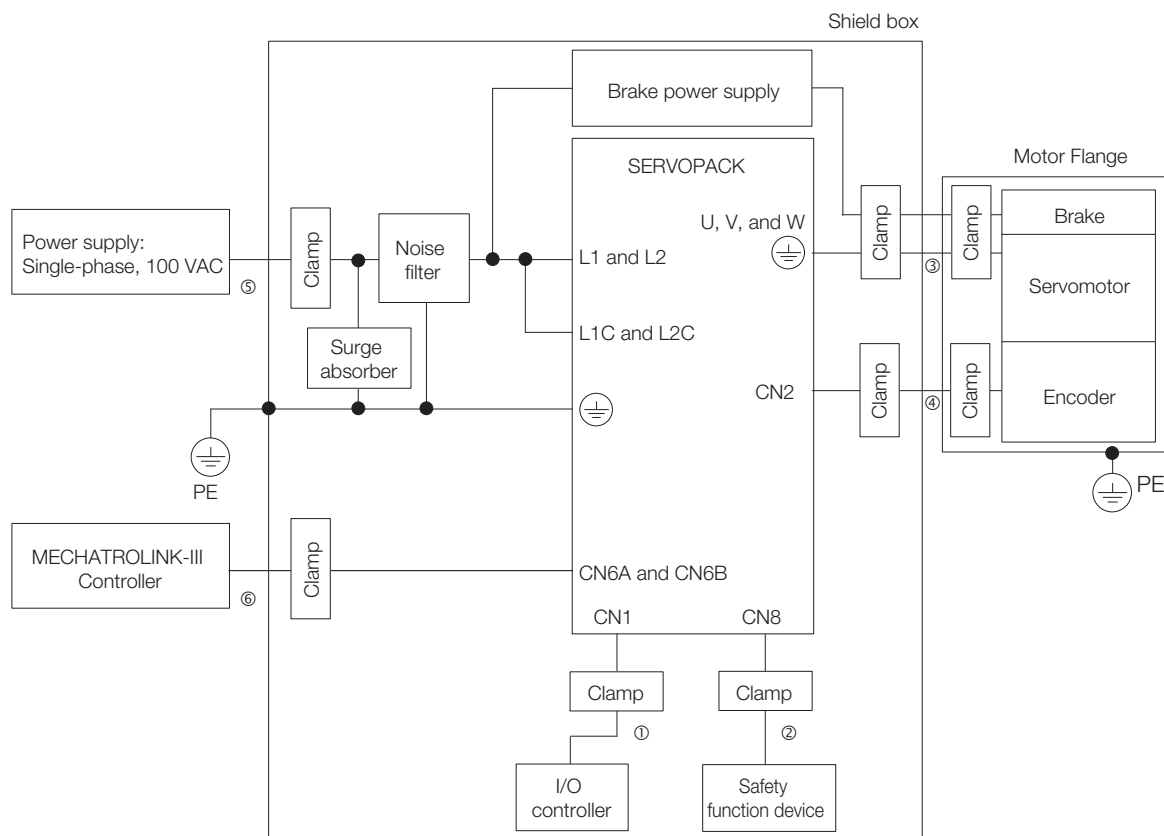 Shield box
Brake power supply
SERVOPACK
Motor Flange
Power supply:
Single-phase, 100 VAC
⑤
Clamp
Noise
filter
Surge
absorber
L1 and L2
L1C and L2C
U, V, and W
Clamp
③
Clamp
Brake
Servomotor
CN2
Clamp
④
Clamp
Encoder
PE
PE
MECHATROLINK-III
Controller
⑥
Clamp
CN6A and CN6B
CN1
CN8
Clamp
Clamp
①
②
I/O
controller
Safety
function device